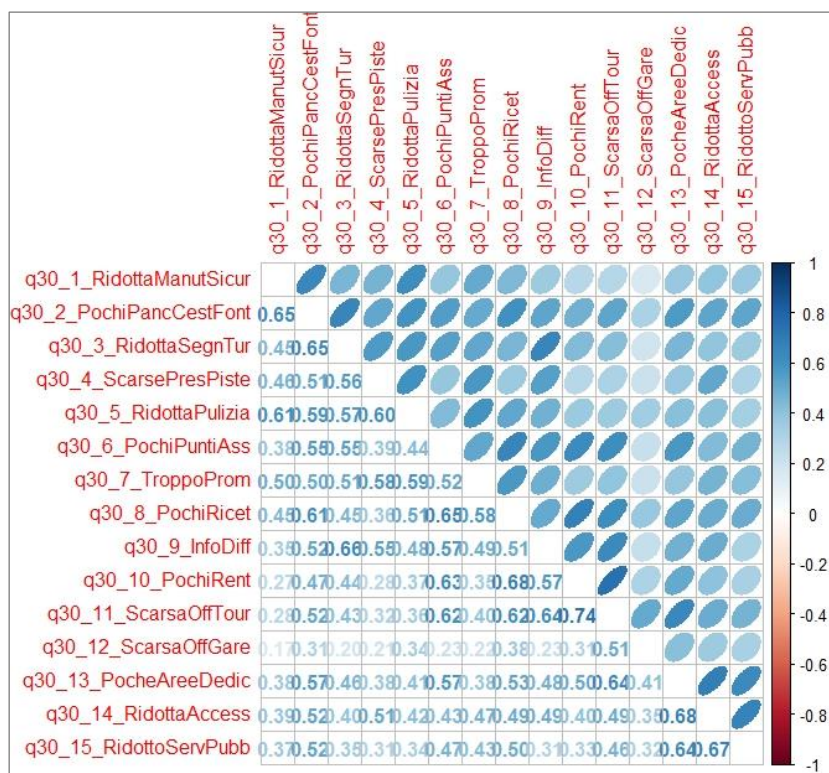 q30_1_RidottaManutSicur
q30_2_PochiPancCestFont
q30_3_RidottaSegnTur
q30_4_ScarsePresPiste
q30_5_RidottaPulizia
q30_6_PochiPuntiAss
q30_7_TroppoProm
q30_8_PochiRicet
q30_9_InfoDiff
q30_10_PochiRent
q30_11_ScarsaOffTour
q30_12_ScarsaOffGare
q30_13_PocheAreeDedic
q30_14_RidottaAccess
q30_15_RidottoServPubb
q30_1_RidottaManutSicur
q30_2_PochiPancCestFont 0.65
q30_3_RidottaSegnTur 0.45 0.65
q30_4_ScarsePresPiste 0.46 0.51 0.56
q30_5_RidottaPulizia 0.61 0.59 0.57 0.60
q30_6_PochiPuntiAss 0.38 0.55 0.55 0.39 0.44
q30_7_TroppoProm 0.50 0.50 0.51 0.58 0.59 0.52
q30_8_PochiRicet 0.45 0.61 0.45 0.36 0.51 0.65 0.58
q30_9_InfoDiff 0.35 0.52 0.66 0.55 0.48 0.57 0.49 0.51
q30_10_PochiRent 0.27 0.47 0.44 0.28 0.37 0.63 0.35 0.68 0.57
q30_11_ScarsaOffTour 0.28 0.52 0.43 0.32 0.36 0.62 0.40 0.62 0.64 0.74
q30_12_ScarsaOffGare 0.17 0.31 0.20 0.21 0.34 0.23 0.22 0.38 0.23 0.31 0.51
q30_13_PocheAreeDedic 0.38 0.57 0.46 0.38 0.41 0.57 0.38 0.53 0.48 0.50 0.64 0.41
q30_14_RidottaAccess 0.39 0.52 0.40 0.51 0.42 0.43 0.47 0.49 0.49 0.40 0.49 0.35 0.68
q30_15_RidottoServPubb 0.37 0.52 0.35 0.31 0.34 0.47 0.43 0.50 0.31 0.33 0.46 0.32 0.64 0.67
1
0.8
0.6
0.4
0.2
0
-0.2
-0.4
-0.6
-0.8
-1